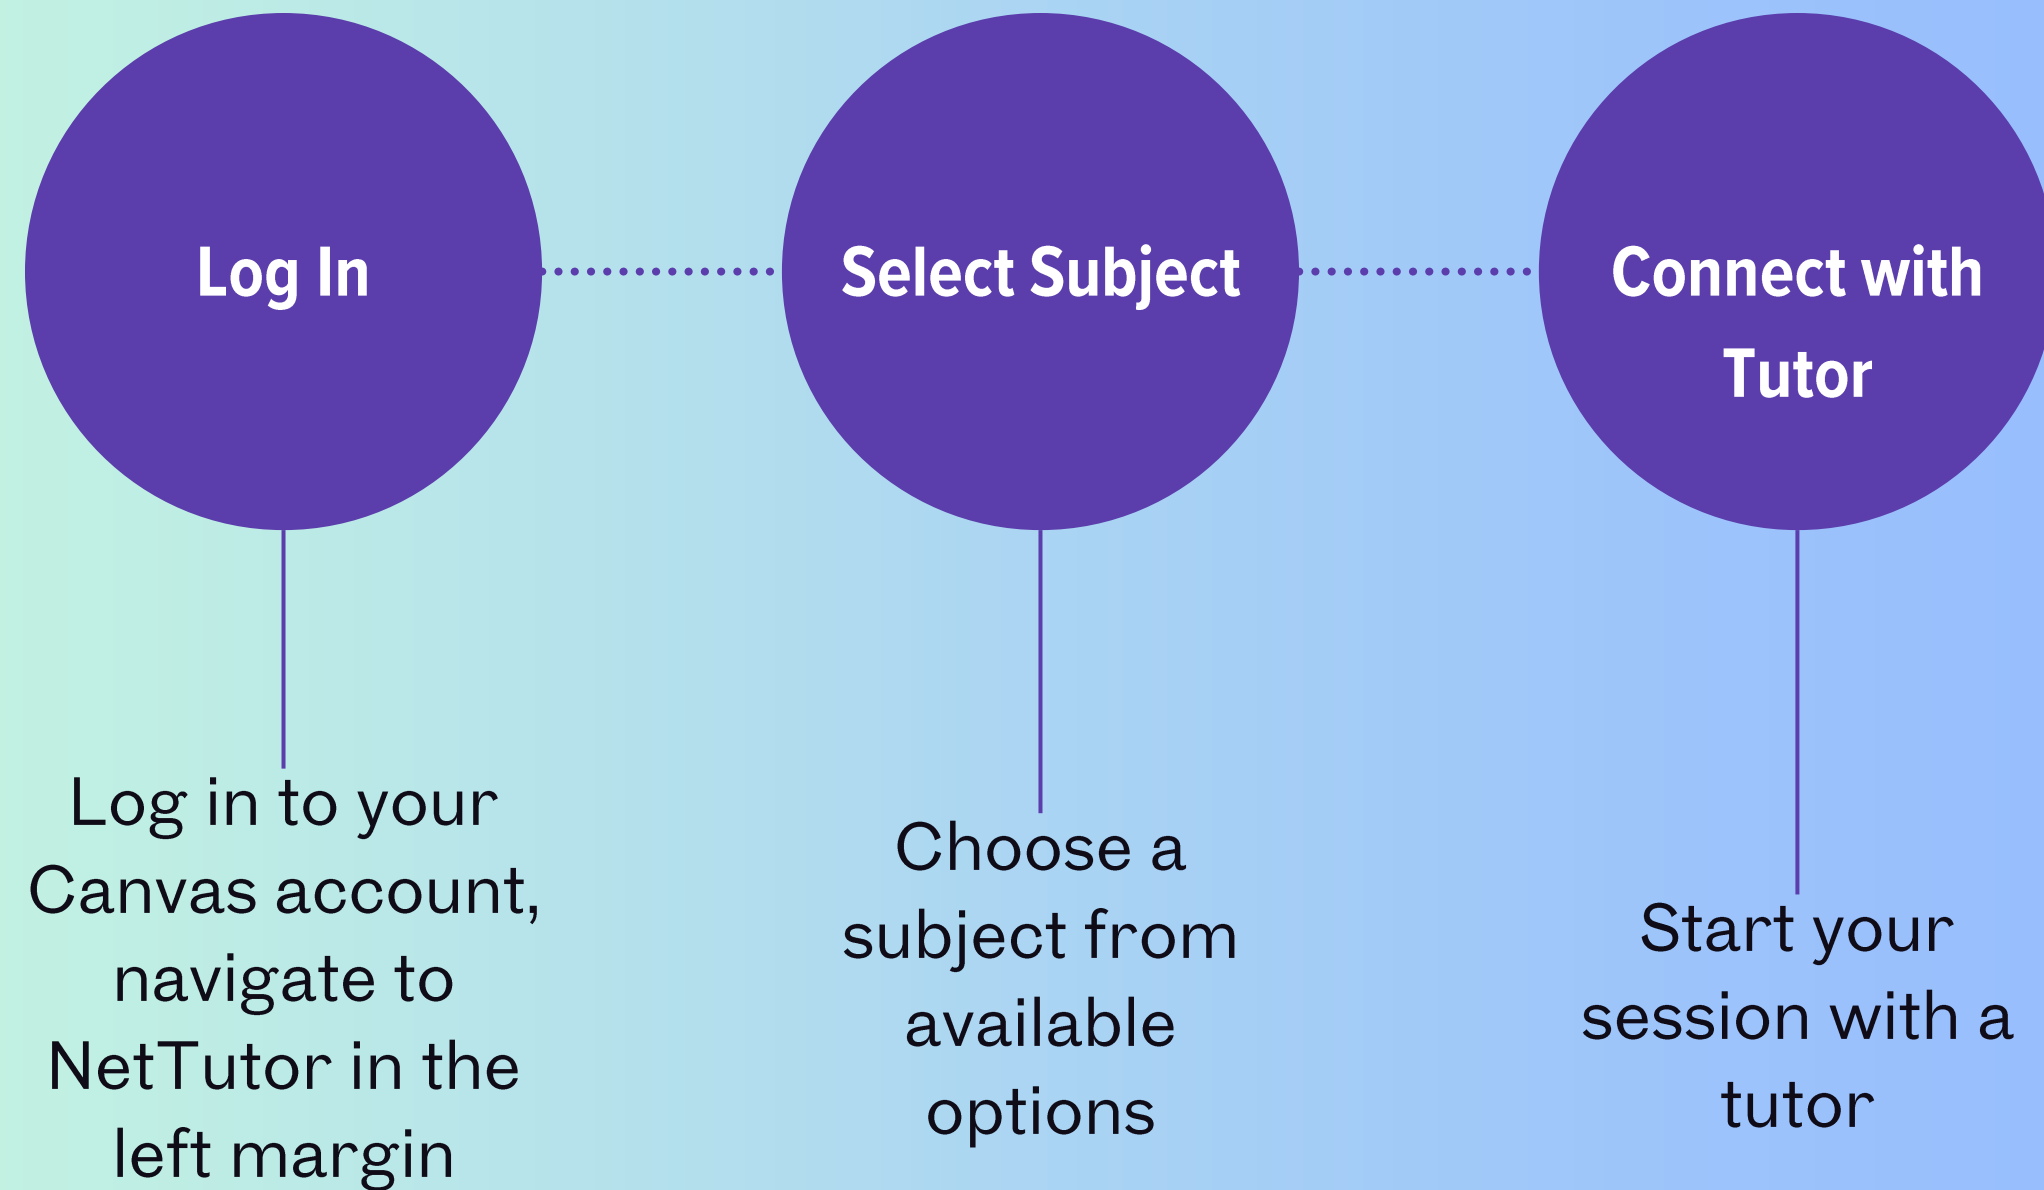 Log In
Select Subject
Connect with
Tutor
Log in to your
Canvas account,
navigate to
NetTutor in the
left margin
Choose a
subject from
available
options
Start your
session with a
tutor